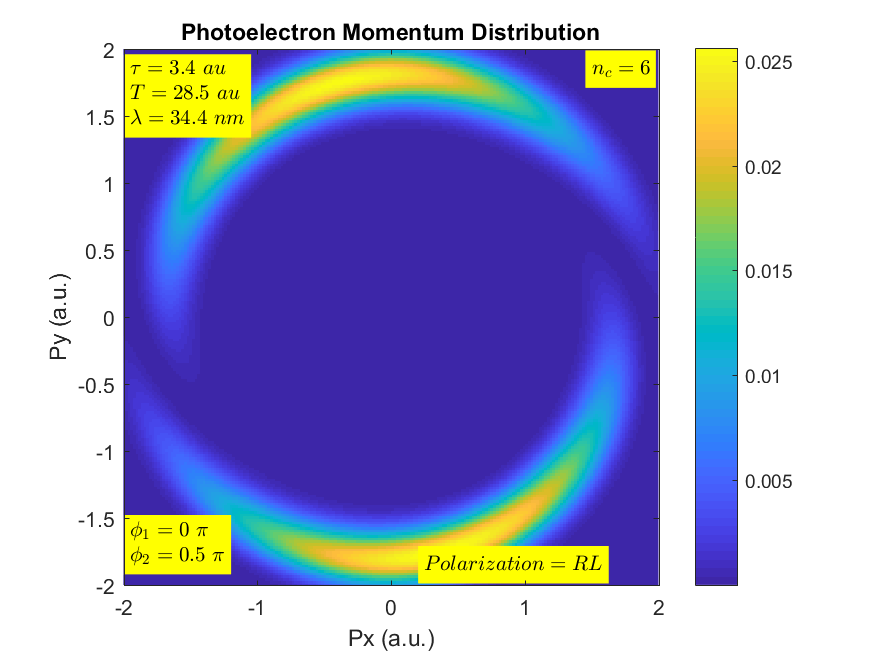 Photoelectron Momentum Distribution
τ = 3.4 au
T = 28.5 au
λ = 34.4 nm
n_c = 6
ϕ₁ = 0 π
ϕ₂ = 0.5 π
Polarization = RL
2
1.5
1
0.5
0
-0.5
-1
-1.5
-2
Py (a.u.)
-2 -1 0 1 2
Px (a.u.)
0.025
0.02
0.015
0.01
0.005